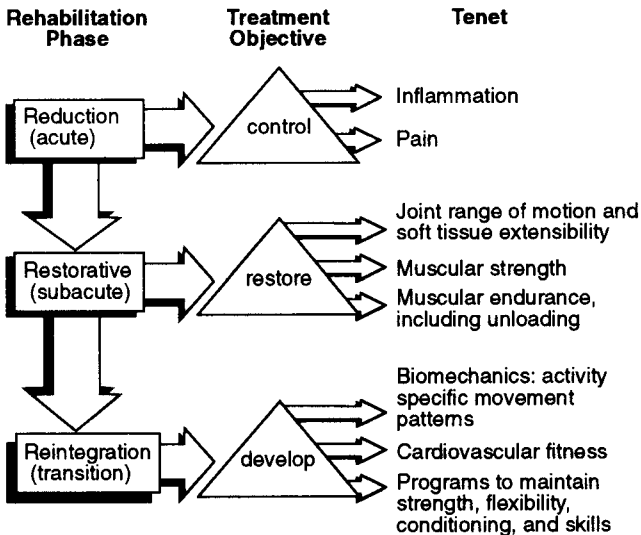 Rehabilitation
Phase
Treatment
Objective
Tenet
Reduction
(acute)
control
Inflammation
Pain
Restorative
(subacute)
restore
Joint range of motion and
soft tissue extensibility
Muscular strength
Muscular endurance,
including unloading
Reintegration
(transition)
develop
Biomechanics: activity
specific movement
patterns
Cardiovascular fitness
Programs to maintain
strength, flexibility,
conditioning, and skills